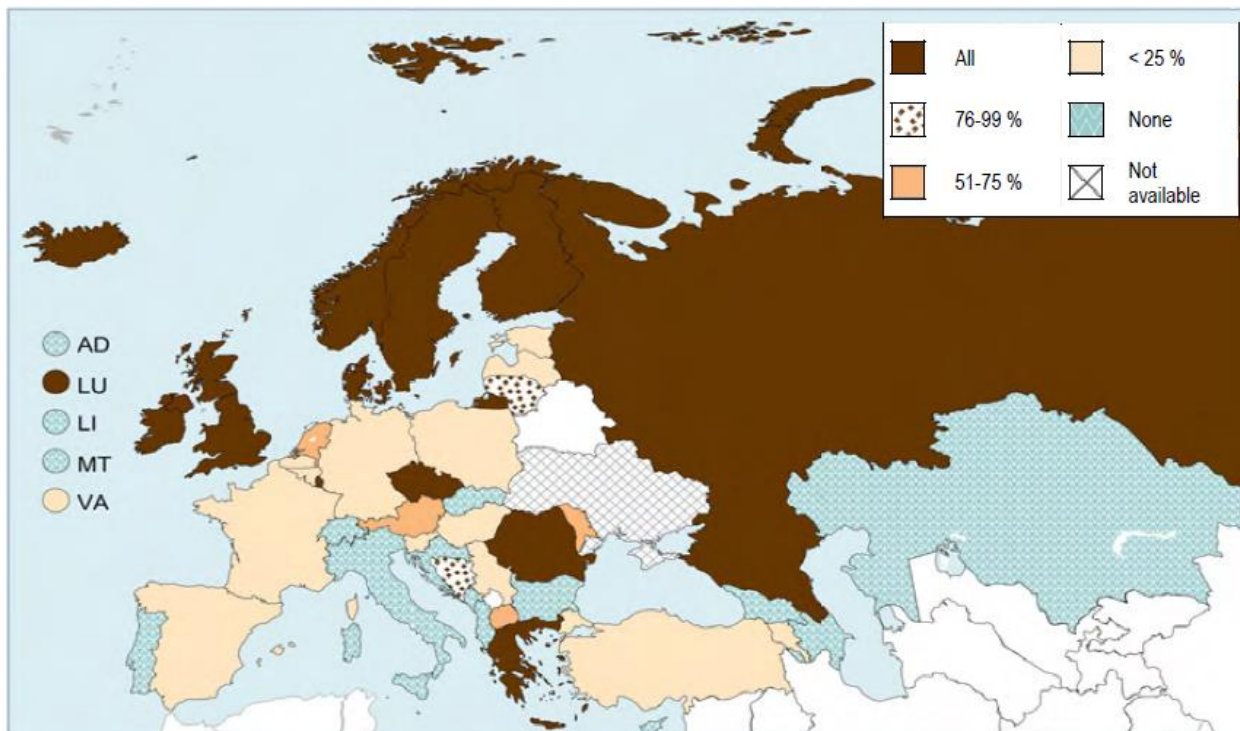 All
< 25 %
76-99 %
None
51-75 %
Not
available
AD
LU
LI
MT
VA